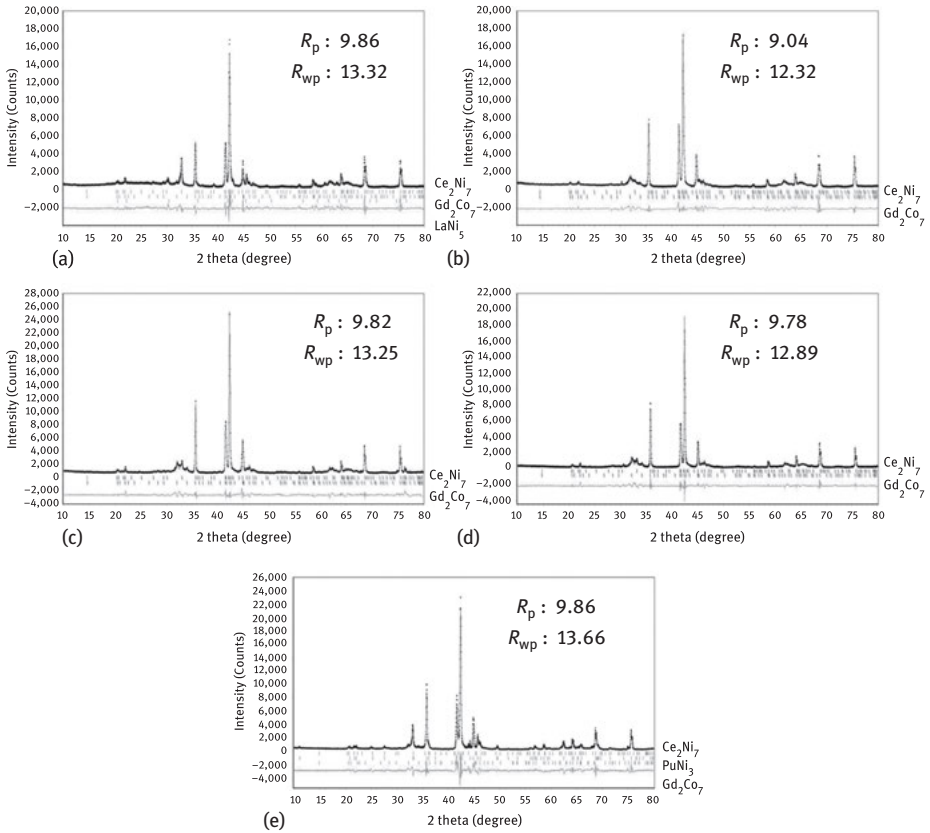 20,000
18,000
16,000
14,000
12,000
10,000
8,000
6,000
4,000
2,000
0
−2,000
Intensity (Counts)
Rp : 9.86
Rwp : 13.32
Ce2Ni7
Gd2Co7
LaNi5
10 15 20 25 30 35 40 45 50 55 60 65 70 75 80
2 theta (degree)
(a)
20,000
18,000
16,000
14,000
12,000
10,000
8,000
6,000
4,000
2,000
0
−2,000
Intensity (Counts)
Rp : 9.04
Rwp : 12.32
Ce2Ni7
Gd2Co7
10 15 20 25 30 35 40 45 50 55 60 65 70 75 80
2 theta (degree)
(b)
28,000
26,000
24,000
22,000
20,000
18,000
16,000
14,000
12,000
10,000
8,000
6,000
4,000
2,000
0
−2,000
−4,000
Intensity (Counts)
Rp : 9.82
Rwp : 13.25
Ce2Ni7
Gd2Co7
10 15 20 25 30 35 40 45 50 55 60 65 70 75 80
2 theta (degree)
(c)
22,000
20,000
18,000
16,000
14,000
12,000
10,000
8,000
6,000
4,000
2,000
0
−2,000
−4,000
Intensity (Counts)
Rp : 9.78
Rwp : 12.89
Ce2Ni7
Gd2Co7
10 15 20 25 30 35 40 45 50 55 60 65 70 75 80
2 theta (degree)
(d)
26,000
24,000
22,000
20,000
18,000
16,000
14,000
12,000
10,000
8,000
6,000
4,000
2,000
0
−2,000
−4,000
Intensity (Counts)
Rp : 9.86
Rwp : 13.66
Ce2Ni7
PuNi3
Gd2Co7
10 15 20 25 30 35 40 45 50 55 60 65 70 75 80
2 theta (degree)
(e)